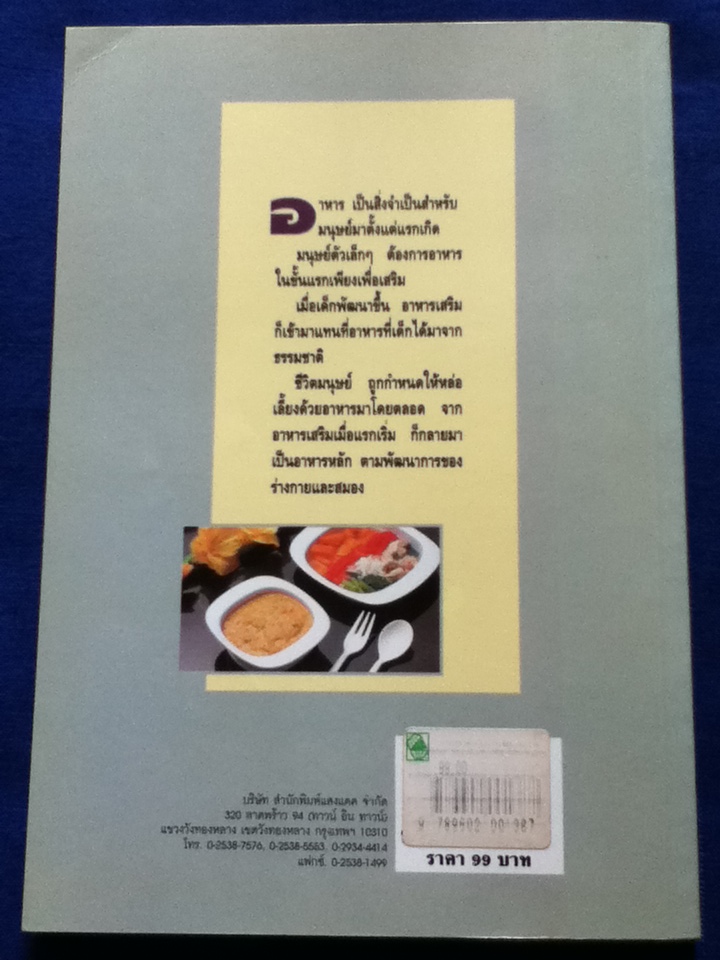 อาหาร เป็นสิ่งจำเป็นสำหรับ
มนุษย์มาตั้งแต่แรกเกิด
มนุษย์ตัวเล็กๆ ต้องการอาหาร
ในชั้นแรกเพียงเพื่อเสริม
เมื่อเด็กพัฒนาขึ้น อาหารเสริม
ก็เข้ามาแทนที่อาหารที่เด็กได้มาจาก
ธรรมชาติ
ชีวิตมนุษย์ ถูกกำหนดให้หล่อ
เลี้ยงด้วยอาหารมาโดยตลอด จาก
อาหารเสริมเมื่อแรกเริ่ม ก็กลายมา
เป็นอาหารหลัก ตามพัฒนาการของ
ร่างกายและสมอง
บริษัท สำนักพิมพ์แสงแดด จำกัด
320 ลาดพร้าว 94 (ทาวน์ อิน ทาวน์)
แขวงวังทองหลาง เขตวังทองหลาง กรุงเทพฯ 10310
โทร. 0-2538-7576, 0-2538-5553, 0-2934-4414
แฟกซ์. 0-2538-1499
ราคา 99 บาท